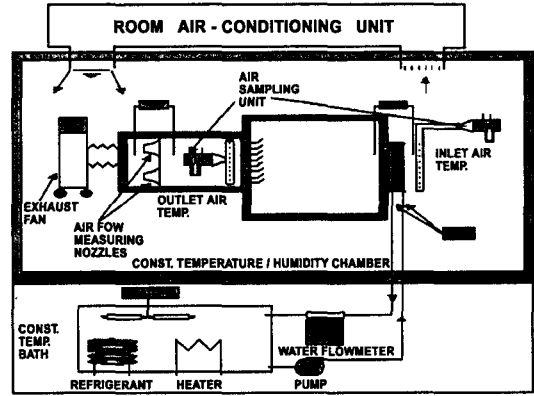 ROOM AIR - CONDITIONING UNIT
AIR
SAMPLING
UNIT
INLET AIR
TEMP.
EXHAUST
FAN
OUTLET AIR
TEMP.
AIR FOW
MEASURING
NOZZLES
CONST. TEMPERATURE / HUMIDITY CHAMBER
CONST.
TEMP.
BATH
WATER FLOWMETER
REFRIGERANT
HEATER
PUMP